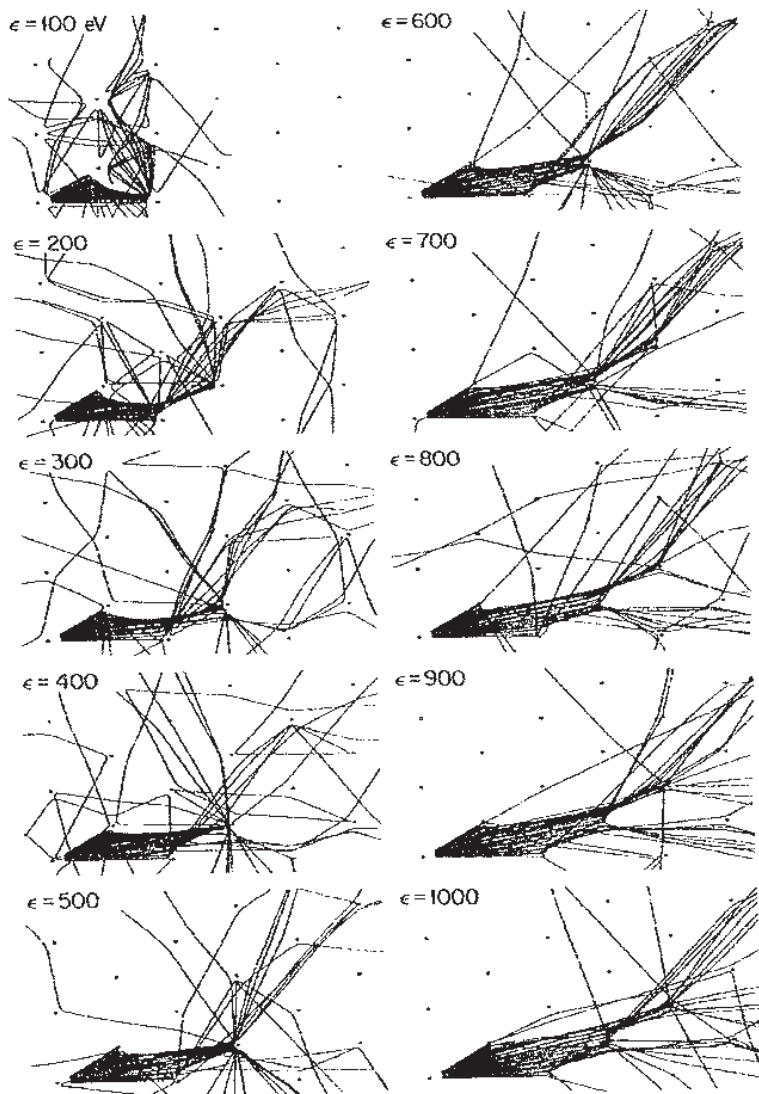 ϵ = 100 eV
ϵ = 200
ϵ = 300
ϵ = 400
ϵ = 500
ϵ = 600
ϵ = 700
ϵ = 800
ϵ = 900
ϵ = 1000